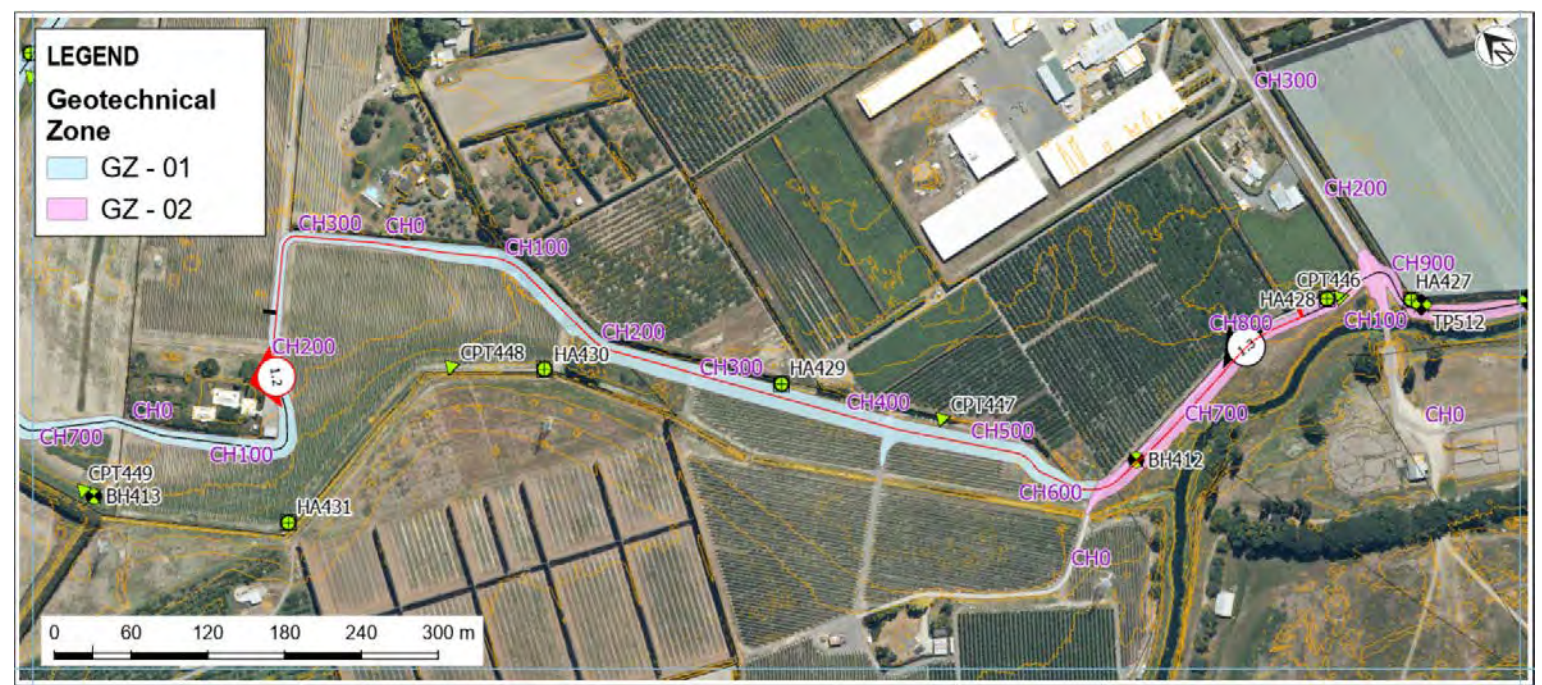 LEGEND
Geotechnical
Zone
GZ - 01
GZ - 02
N
CH300
CH200
CH300
CH0
CH100
CH900
CPT446
HA427
HA428
CH100
TP512
CH200
CH800
1.3
CH200
CPT448
HA430
CH300
HA429
1.2
CH400
CPT447
CH0
CH700
CH0
CH700
CH100
CH500
BH412
CPT449
BH413
CH600
HA431
CH0
0 60 120 180 240 300 m